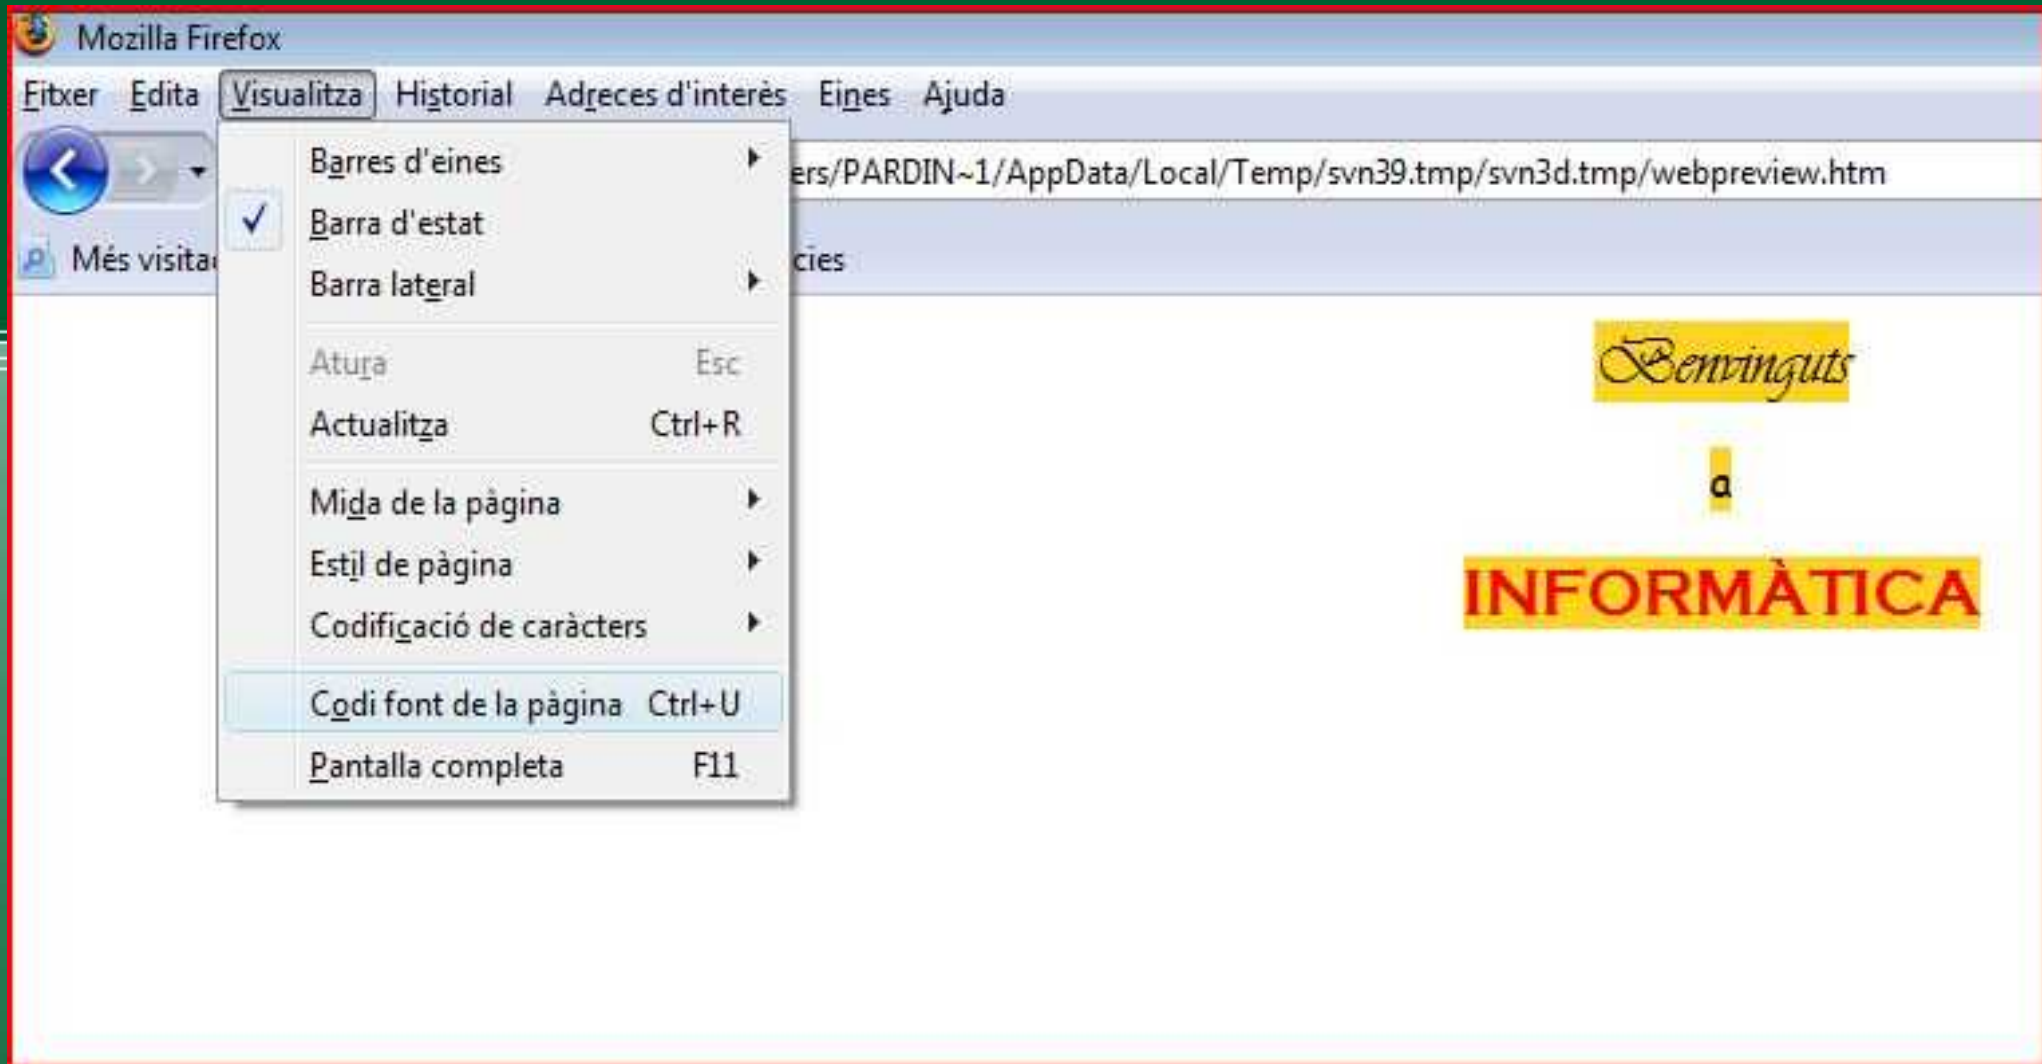 Mozilla Firefox
Fitxer Edita Visualitza Historial Adreces d'interès Eines Ajuda
ers/PARDIN~1/AppData/Local/Temp/svn39.tmp/svn3d.tmp/webpreview.htm
Més visita cies
Barres d'eines
Barra d'estat
Barra lateral
Atura Esc
Actualitza Ctrl+R
Mida de la pàgina
Estil de pàgina
Codificació de caràcters
Codi font de la pàgina Ctrl+U
Pantalla completa F11
Benvinguts
a
INFORMÀTICA